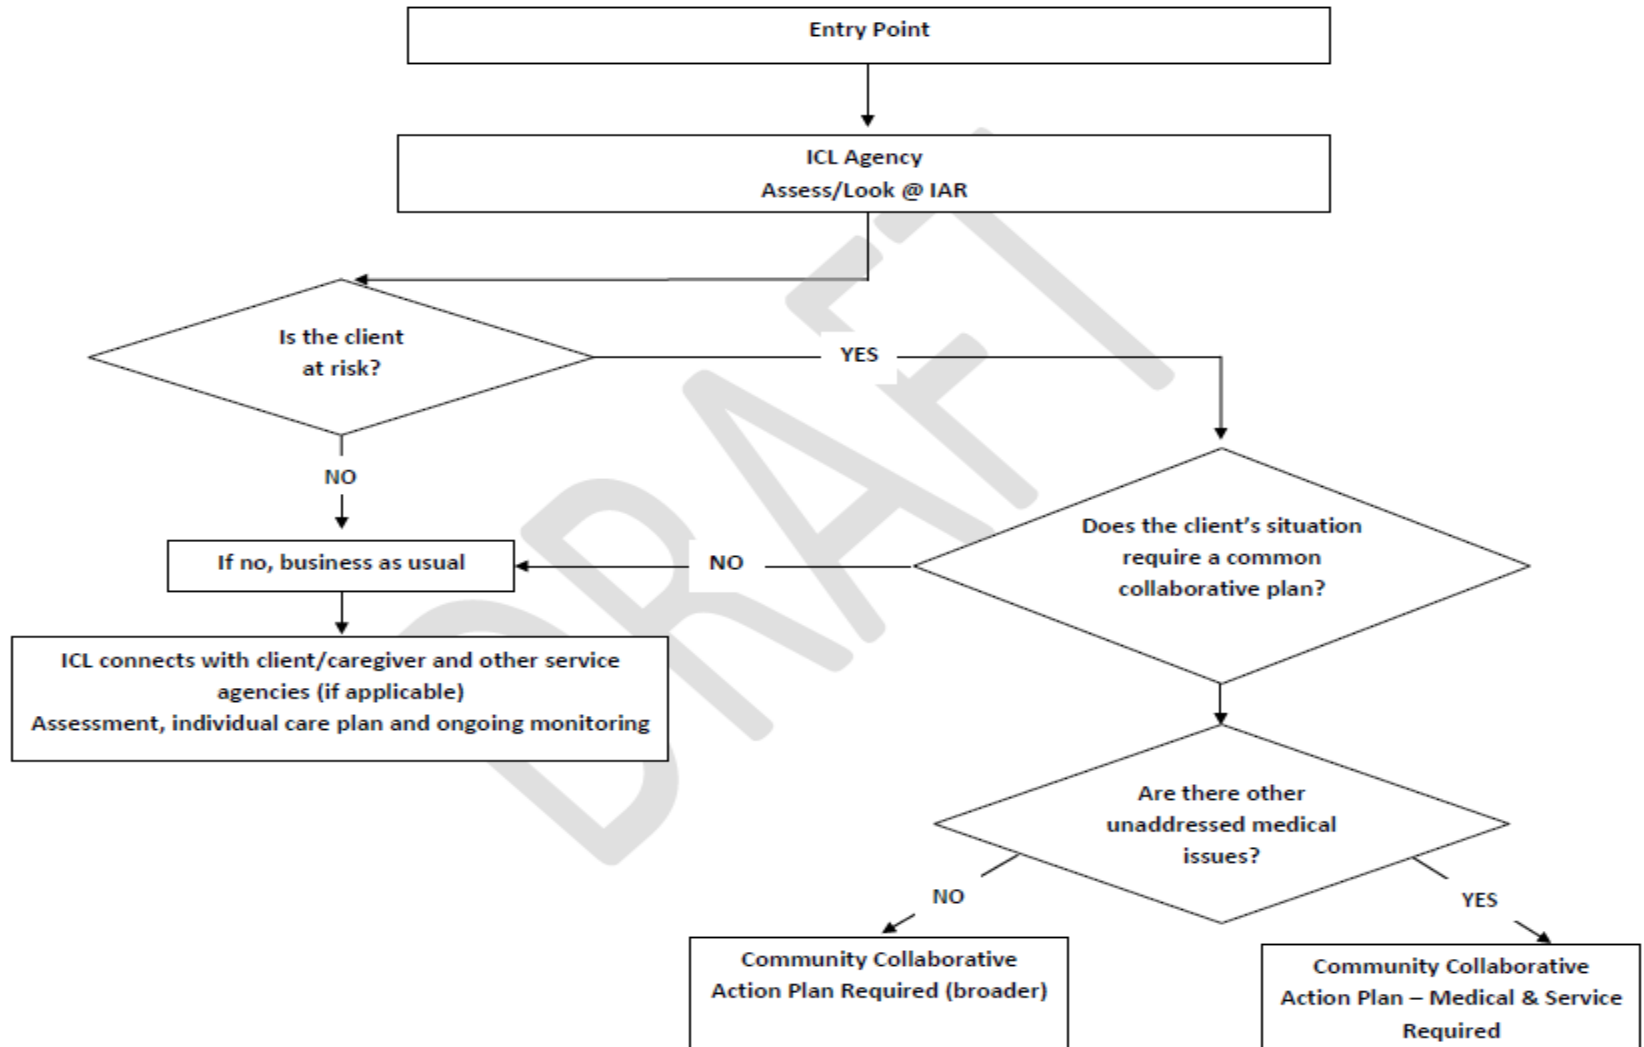 Entry Point
ICL Agency
Assess/Look @ IAR
Is the client
at risk?
YES
NO
Does the client's situation
require a common
collaborative plan?
If no, business as usual
NO
ICL connects with client/caregiver and other service
agencies (if applicable)
Assessment, individual care plan and ongoing monitoring
Are there other
unaddressed medical
issues?
NO
YES
Community Collaborative
Action Plan Required (broader)
Community Collaborative
Action Plan – Medical & Service
Required
DRAFT